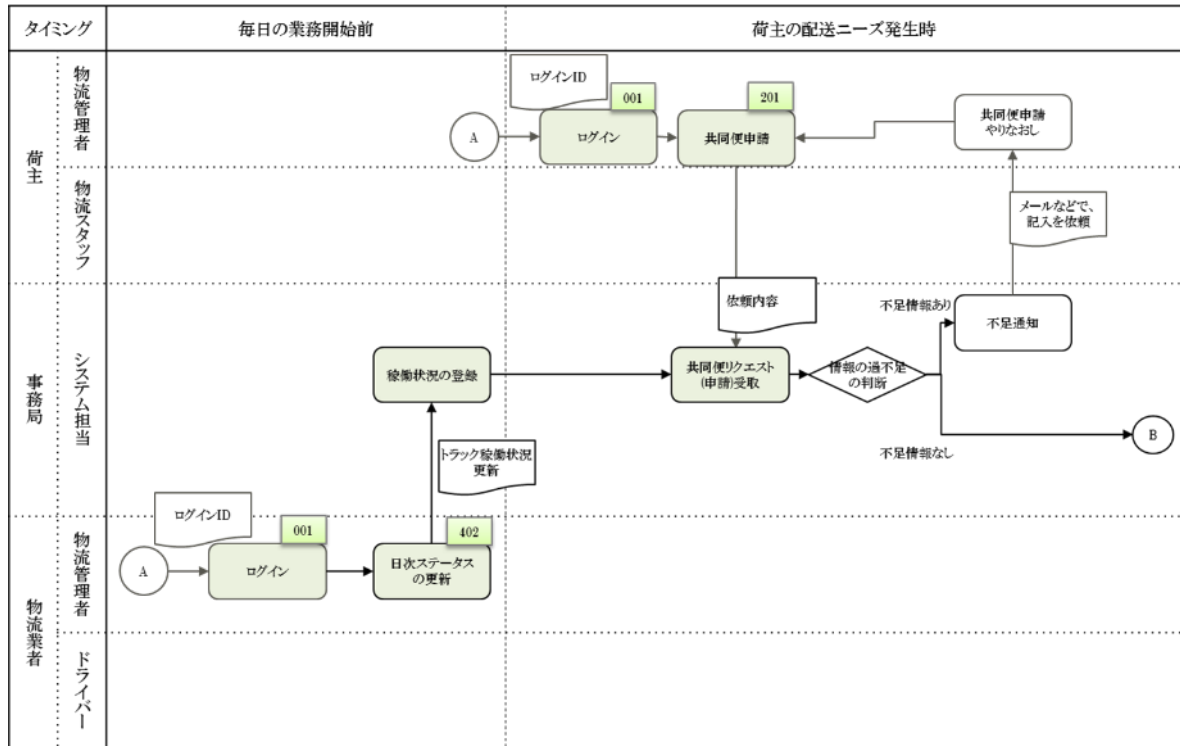 タイミング
毎日の業務開始前
荷主の配送ニーズ発生時
荷主
物流管理者
ログインID
001
201
A
ログイン
共同便申請
共同便申請
やりなおし
物流スタッフ
メールなどで、
記入を依頼
事務局
システム担当
依頼内容
不足情報あり
不足通知
稼働状況の登録
共同便リクエスト
(申請)受取
情報の過不足
の判断
B
不足情報なし
トラック稼働状況
更新
物流業者
物流管理者
ログインID
001
402
A
ログイン
日次ステータス
の更新
ドライバー